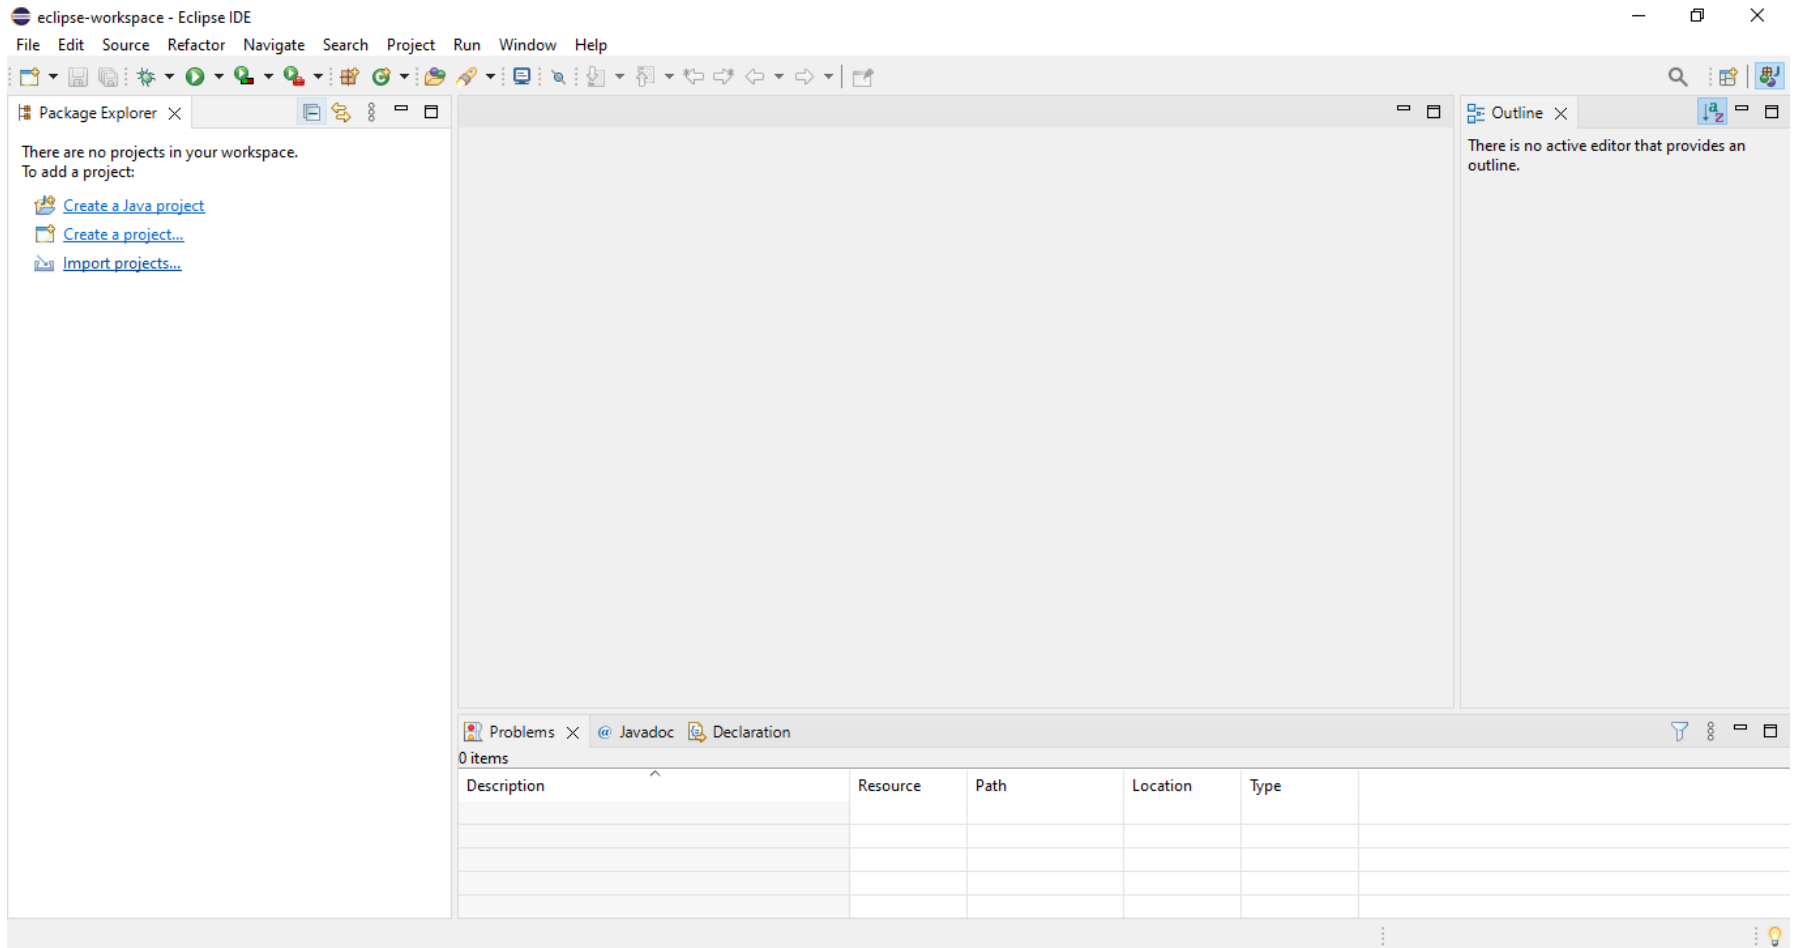 eclipse-workspace - Eclipse IDE
File Edit Source Refactor Navigate Search Project Run Window Help
Package Explorer
There are no projects in your workspace.
To add a project:
Create a Java project
Create a project...
Import projects...
Outline
There is no active editor that provides an
outline.
Problems @ Javadoc Declaration
0 items
Description Resource Path Location Type